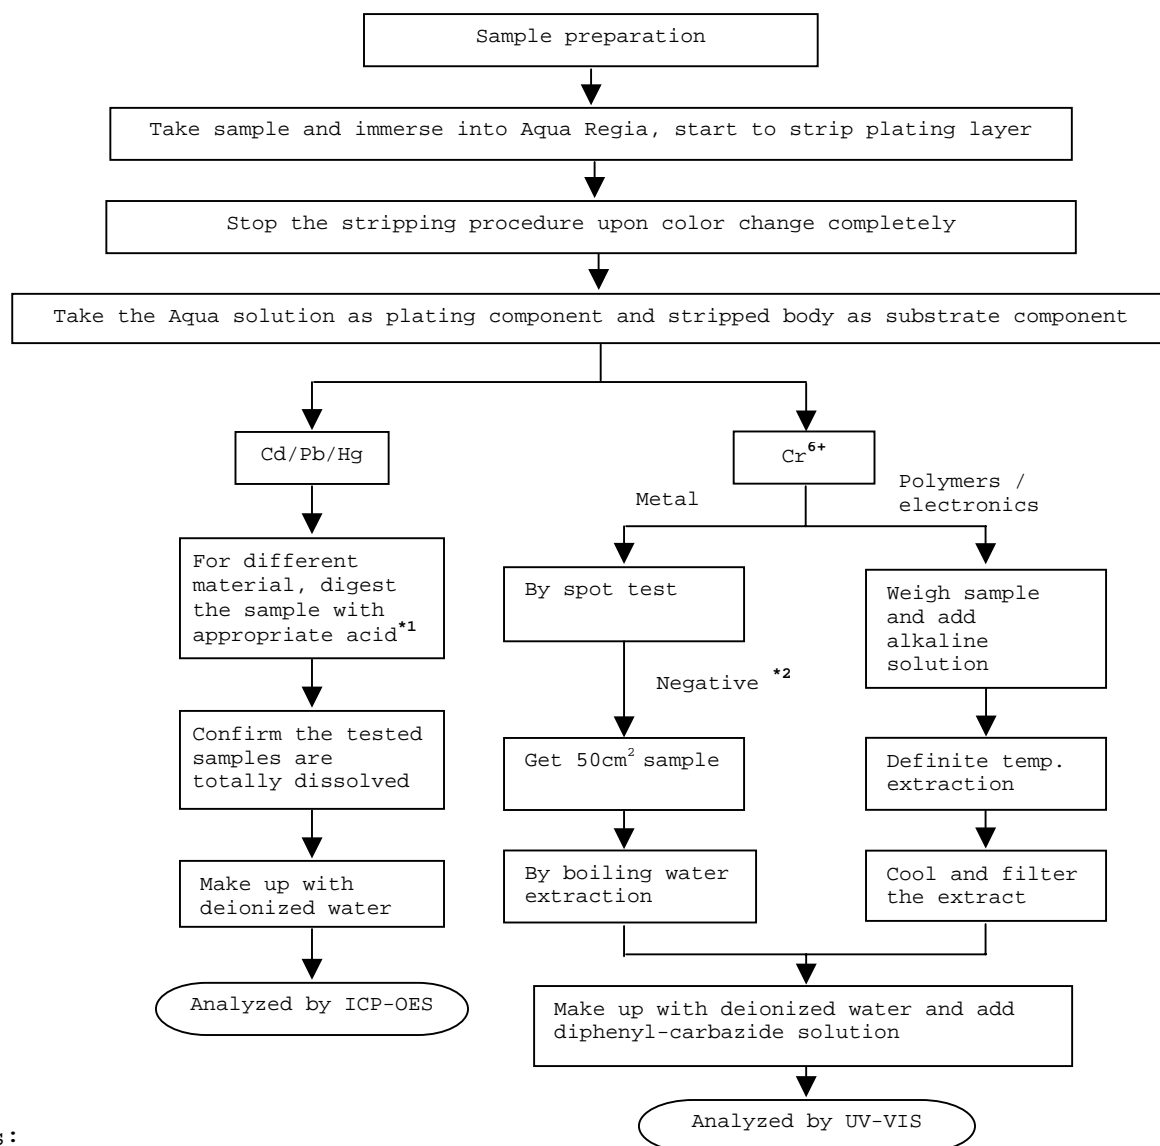 Sample preparation
Take sample and immerse into Aqua Regia, start to strip plating layer
Stop the stripping procedure upon color change completely
Take the Aqua solution as plating component and stripped body as substrate component
Cd/Pb/Hg
For different
material, digest
the sample with
appropriate acid*1
Confirm the tested
samples are
totally dissolved
Make up with
deionized water
Analyzed by ICP-OES
Cr6+
Metal
By spot test
Negative *2
Get 50cm2 sample
By boiling water
extraction
Polymers /
electronics
Weigh sample
and add
alkaline
solution
Definite temp.
extraction
Cool and filter
the extract
Make up with deionized water and add
diphenyl-carbazide solution
Analyzed by UV-VIS
s: